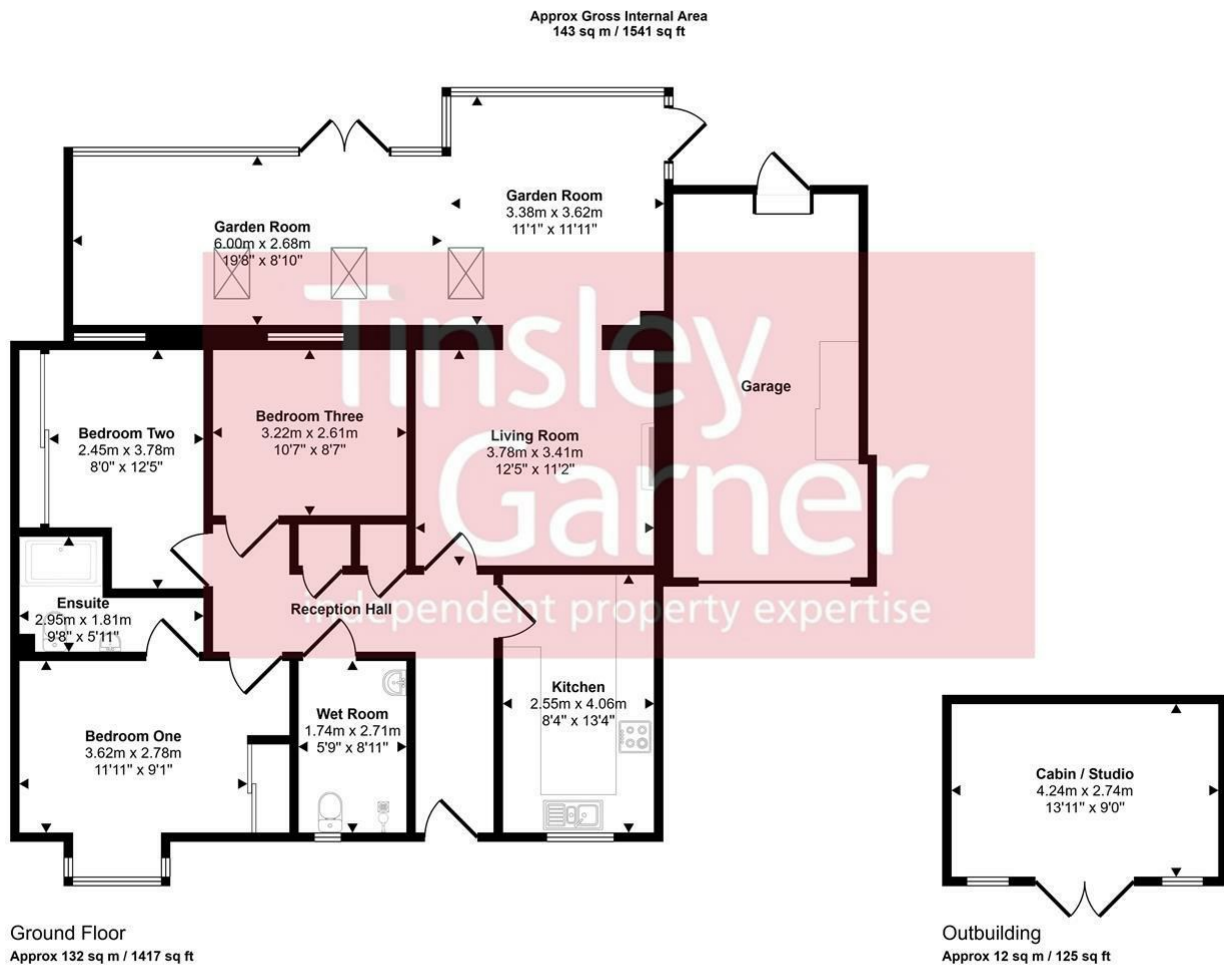 Approx Gross Internal Area
143 sq m / 1541 sq ft
Garden Room
3.38m x 3.62m
11'1" x 11'11"
Garden Room
6.00m x 2.68m
19'8" x 8'10"
Tinsley
Garner
independent property expertise
Bedroom Two
2.45m x 3.78m
8'0" x 12'5"
Bedroom Three
3.22m x 2.61m
10'7" x 8'7"
Living Room
3.78m x 3.41m
12'5" x 11'2"
Garage
Ensuite
2.95m x 1.81m
9'8" x 5'11"
Reception Hall
Bedroom One
3.62m x 2.78m
11'11" x 9'1"
Wet Room
1.74m x 2.71m
5'9" x 8'11"
Kitchen
2.55m x 4.06m
8'4" x 13'4"
Cabin / Studio
4.24m x 2.74m
13'11" x 9'0"
Ground Floor
Approx 132 sq m / 1417 sq ft
Outbuilding
Approx 12 sq m / 125 sq ft